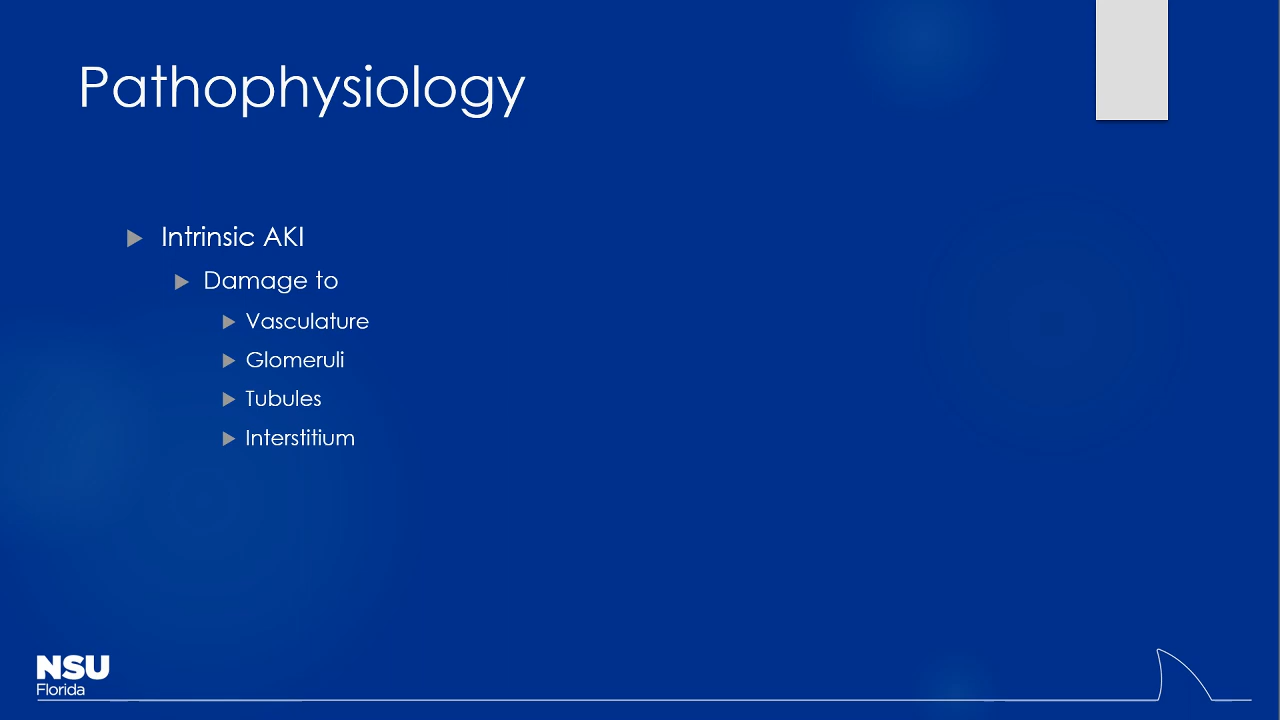 Pathophysiology
Intrinsic AKI
Damage to
Vasculature
Glomeruli
Tubules
Interstitium
NSU
Florida